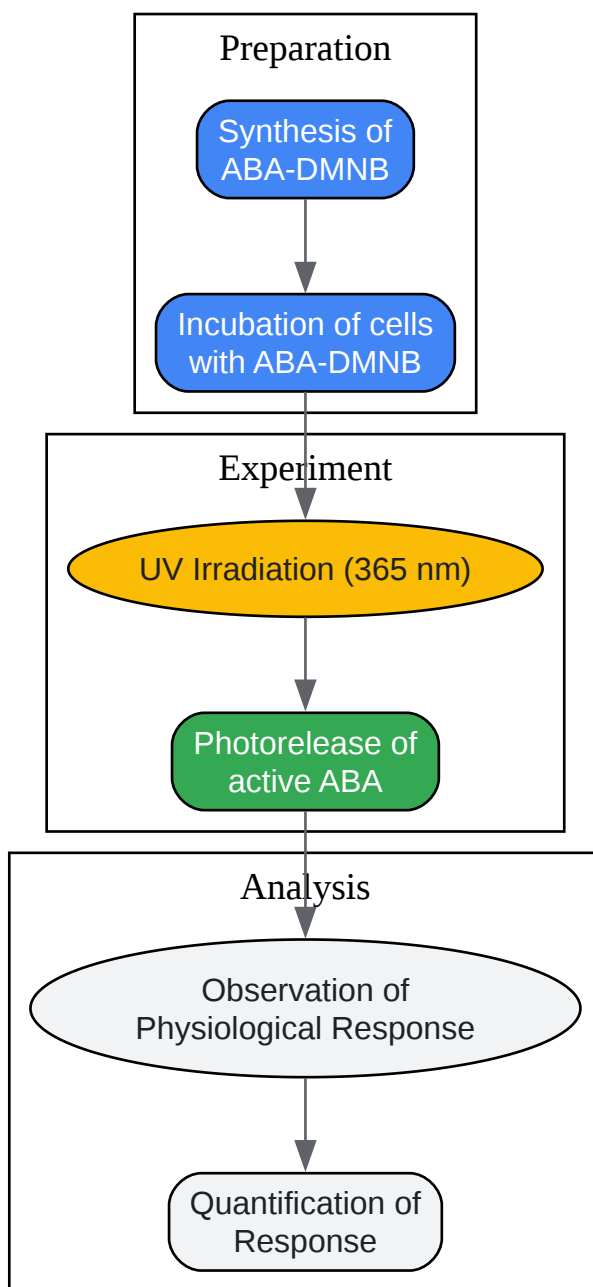 Preparation
Synthesis of
ABA-DMNB
Incubation of cells
with ABA-DMNB
Experiment
UV Irradiation (365 nm)
Photorelease of
active ABA
Analysis
Observation of
Physiological Response
Quantification of
Response